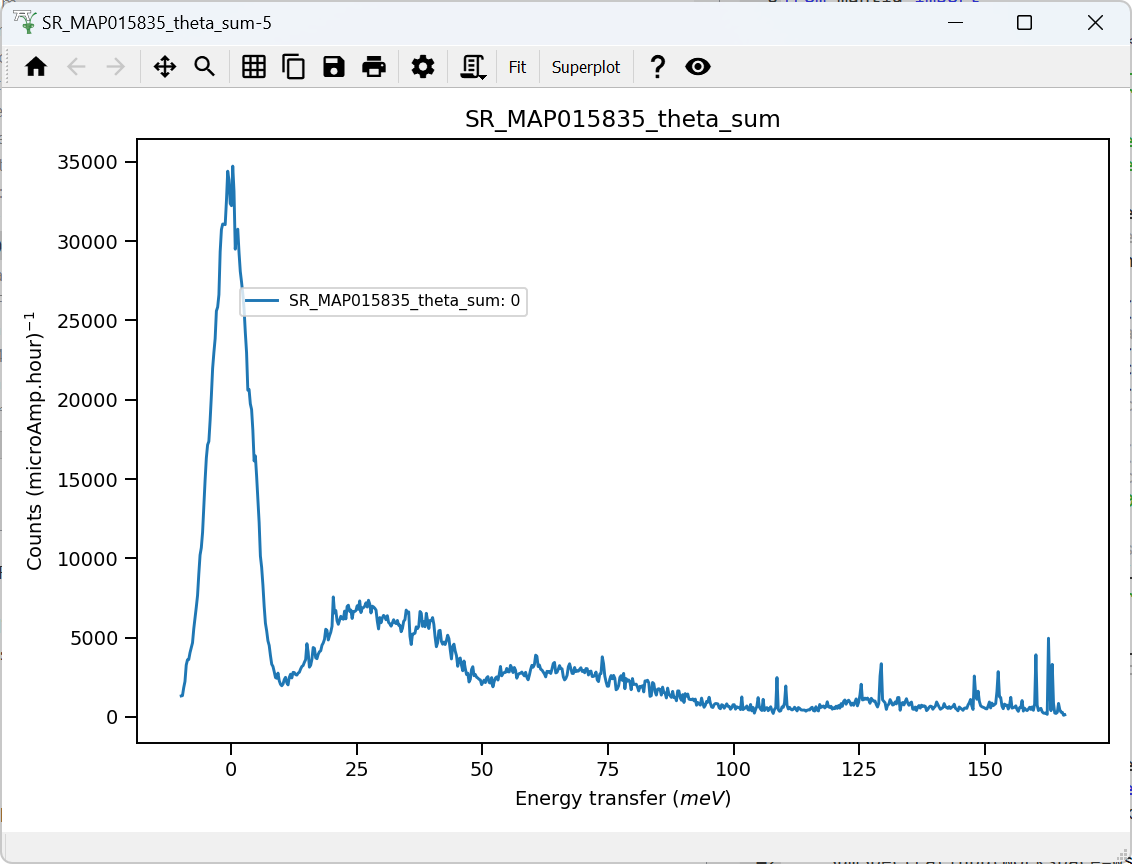 SR_MAP015835_theta_sum-5
Fit Superplot ?
SR_MAP015835_theta_sum
35000
30000
25000
20000
15000
10000
5000
0
Counts (microAmp.hour)⁻¹
SR_MAP015835_theta_sum: 0
0 25 50 75 100 125 150
Energy transfer (meV)